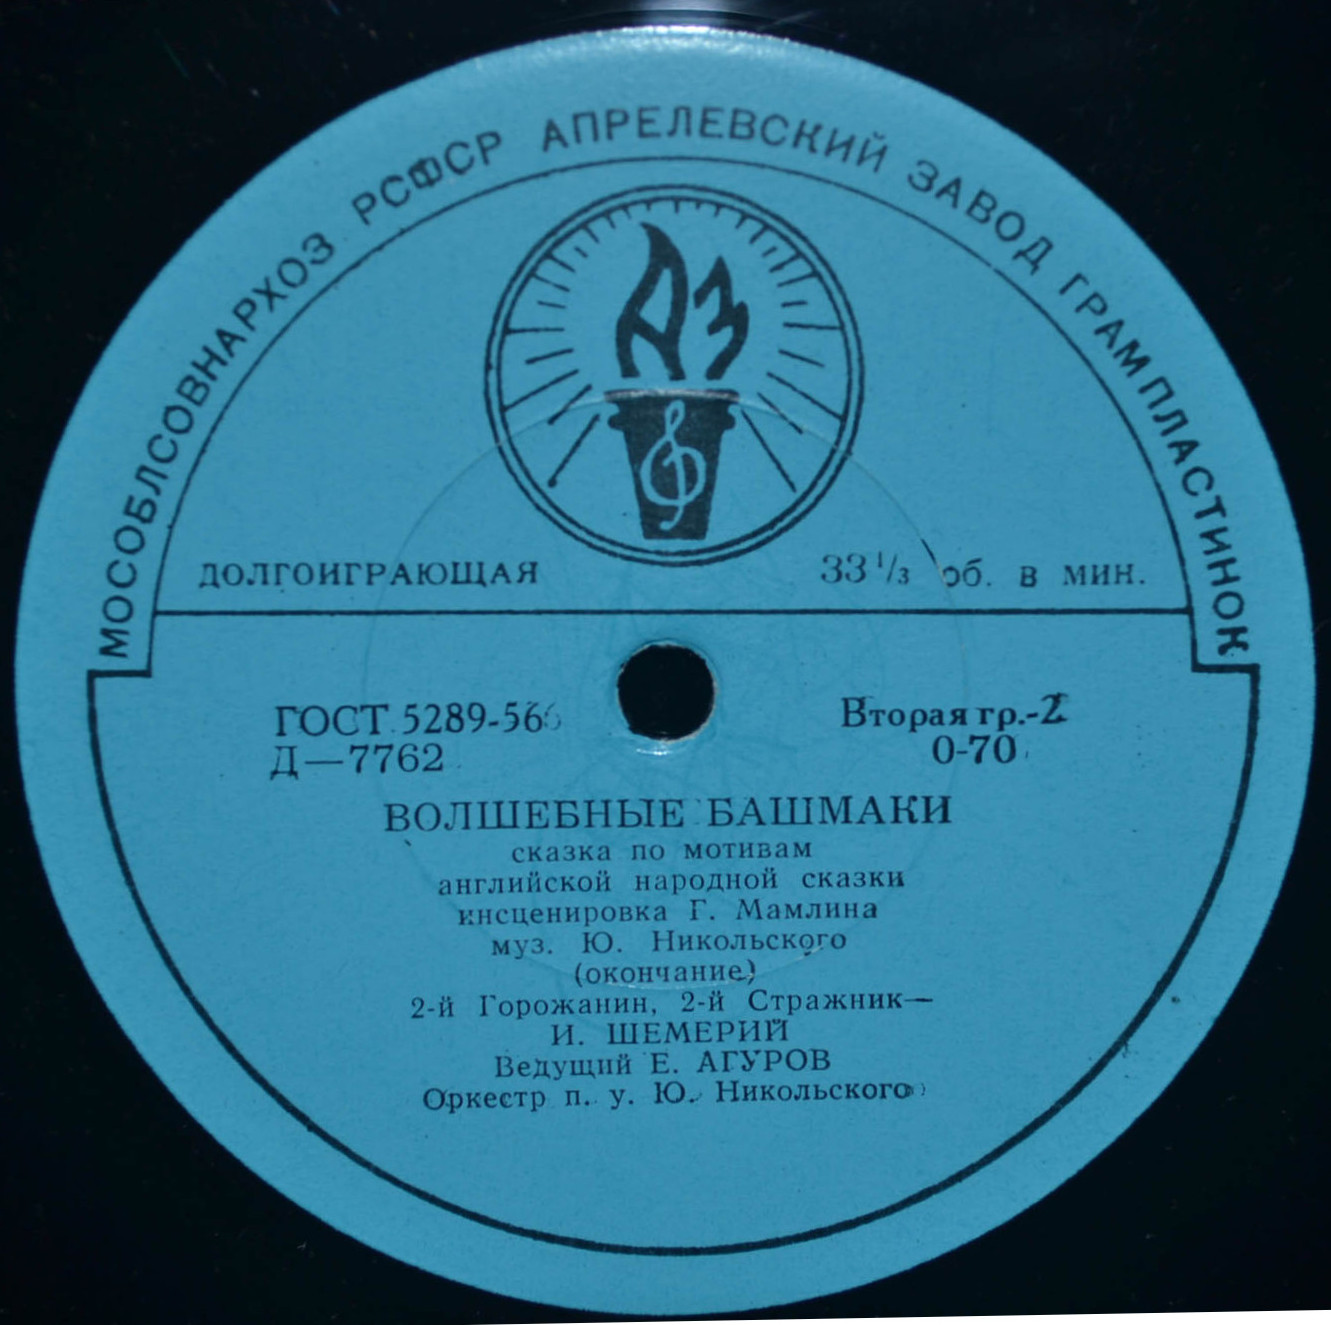 МОСОБЛСОВНАРХОЗ РСФСР АПРЕЛЕВСКИЙ ЗАВОД ГРАМПЛАСТИНОК
АЗ
ДОЛГОИГРАЮЩАЯ 33 1/3 об. в мин.
ГОСТ 5289-56 Вторая гр.-2
Д—7762 0-70
ВОЛШЕБНЫЕ БАШМАКИ
сказка по мотивам
английской народной сказки
инсценировка Г. Мамлина
муз. Ю. Никольского
(окончание)
2-й Горожанин, 2-й Стражник—
И. ШЕМЕРИЙ
Ведущий Е. АГУРОВ
Оркестр п. у. Ю. Никольского